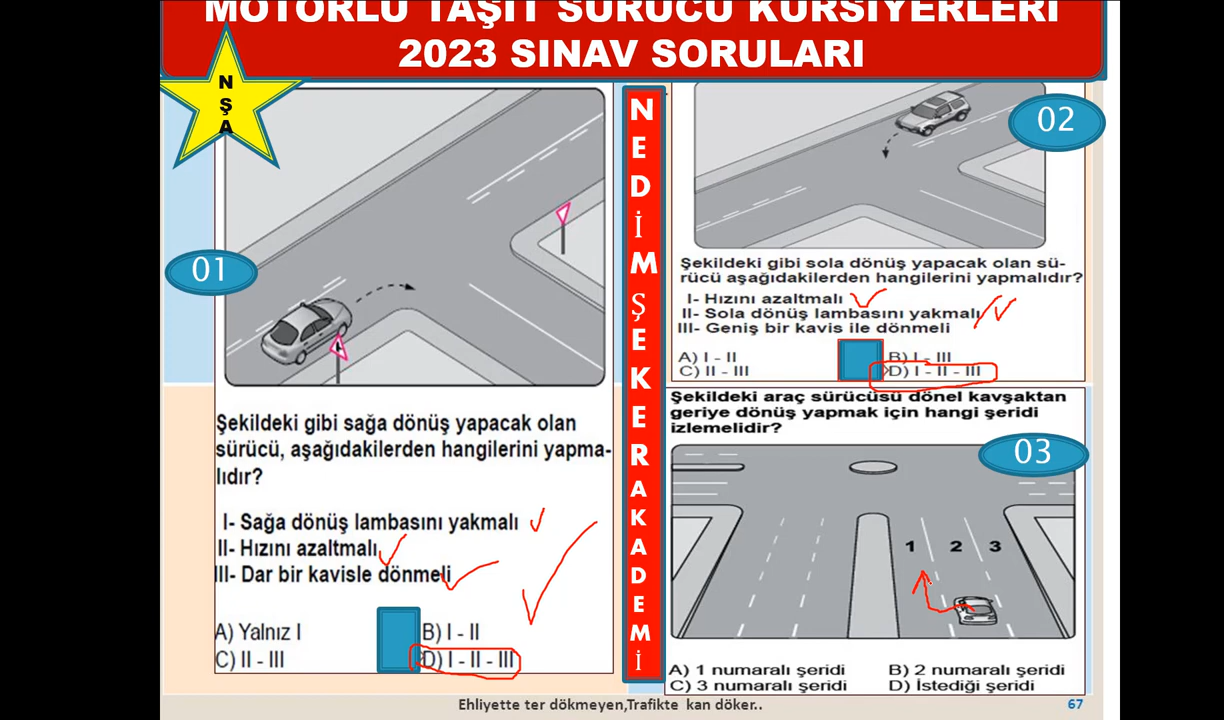 MOTORLU TAŞIT SÜRÜCÜ KURSİYERLERİ
2023 SINAV SORULARI
N
Ş
A
01
Şekildeki gibi sağa dönüş yapacak olan
sürücü, aşağıdakilerden hangilerini yapma-
lıdır?
I- Sağa dönüş lambasını yakmalı
II- Hızını azaltmalı
III- Dar bir kavisle dönmeli
A) Yalnız I
B) I - II
C) II - III
D) I - II - III
N
E
D
İ
M
Ş
E
K
E
R
A
K
A
D
E
M
İ
02
Şekildeki gibi sola dönüş yapacak olan sü-
rücü aşağıdakilerden hangilerini yapmalıdır?
I- Hızını azaltmalı
II- Sola dönüş lambasını yakmalı
III- Geniş bir kavis ile dönmeli
A) I - II
B) I - III
C) II - III
D) I - II - III
Şekildeki araç sürücüsü dönel kavşaktan
geriye dönüş yapmak için hangi şeridi
izlemelidir?
03
1 2 3
A) 1 numaralı şeridi
B) 2 numaralı şeridi
C) 3 numaralı şeridi
D) İstediği şeridi
Ehliyette ter dökmeyen,Trafikte kan döker..
67